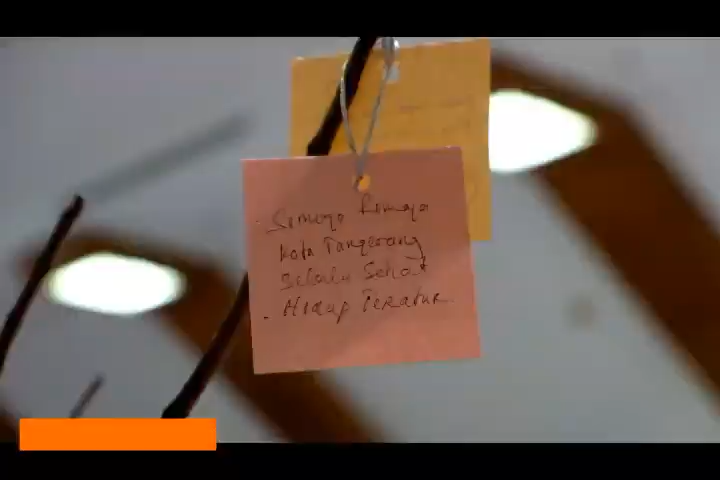 - Semoga Remaja
Kota Tangerang
Selalu Sehat
- Hidup Teratur